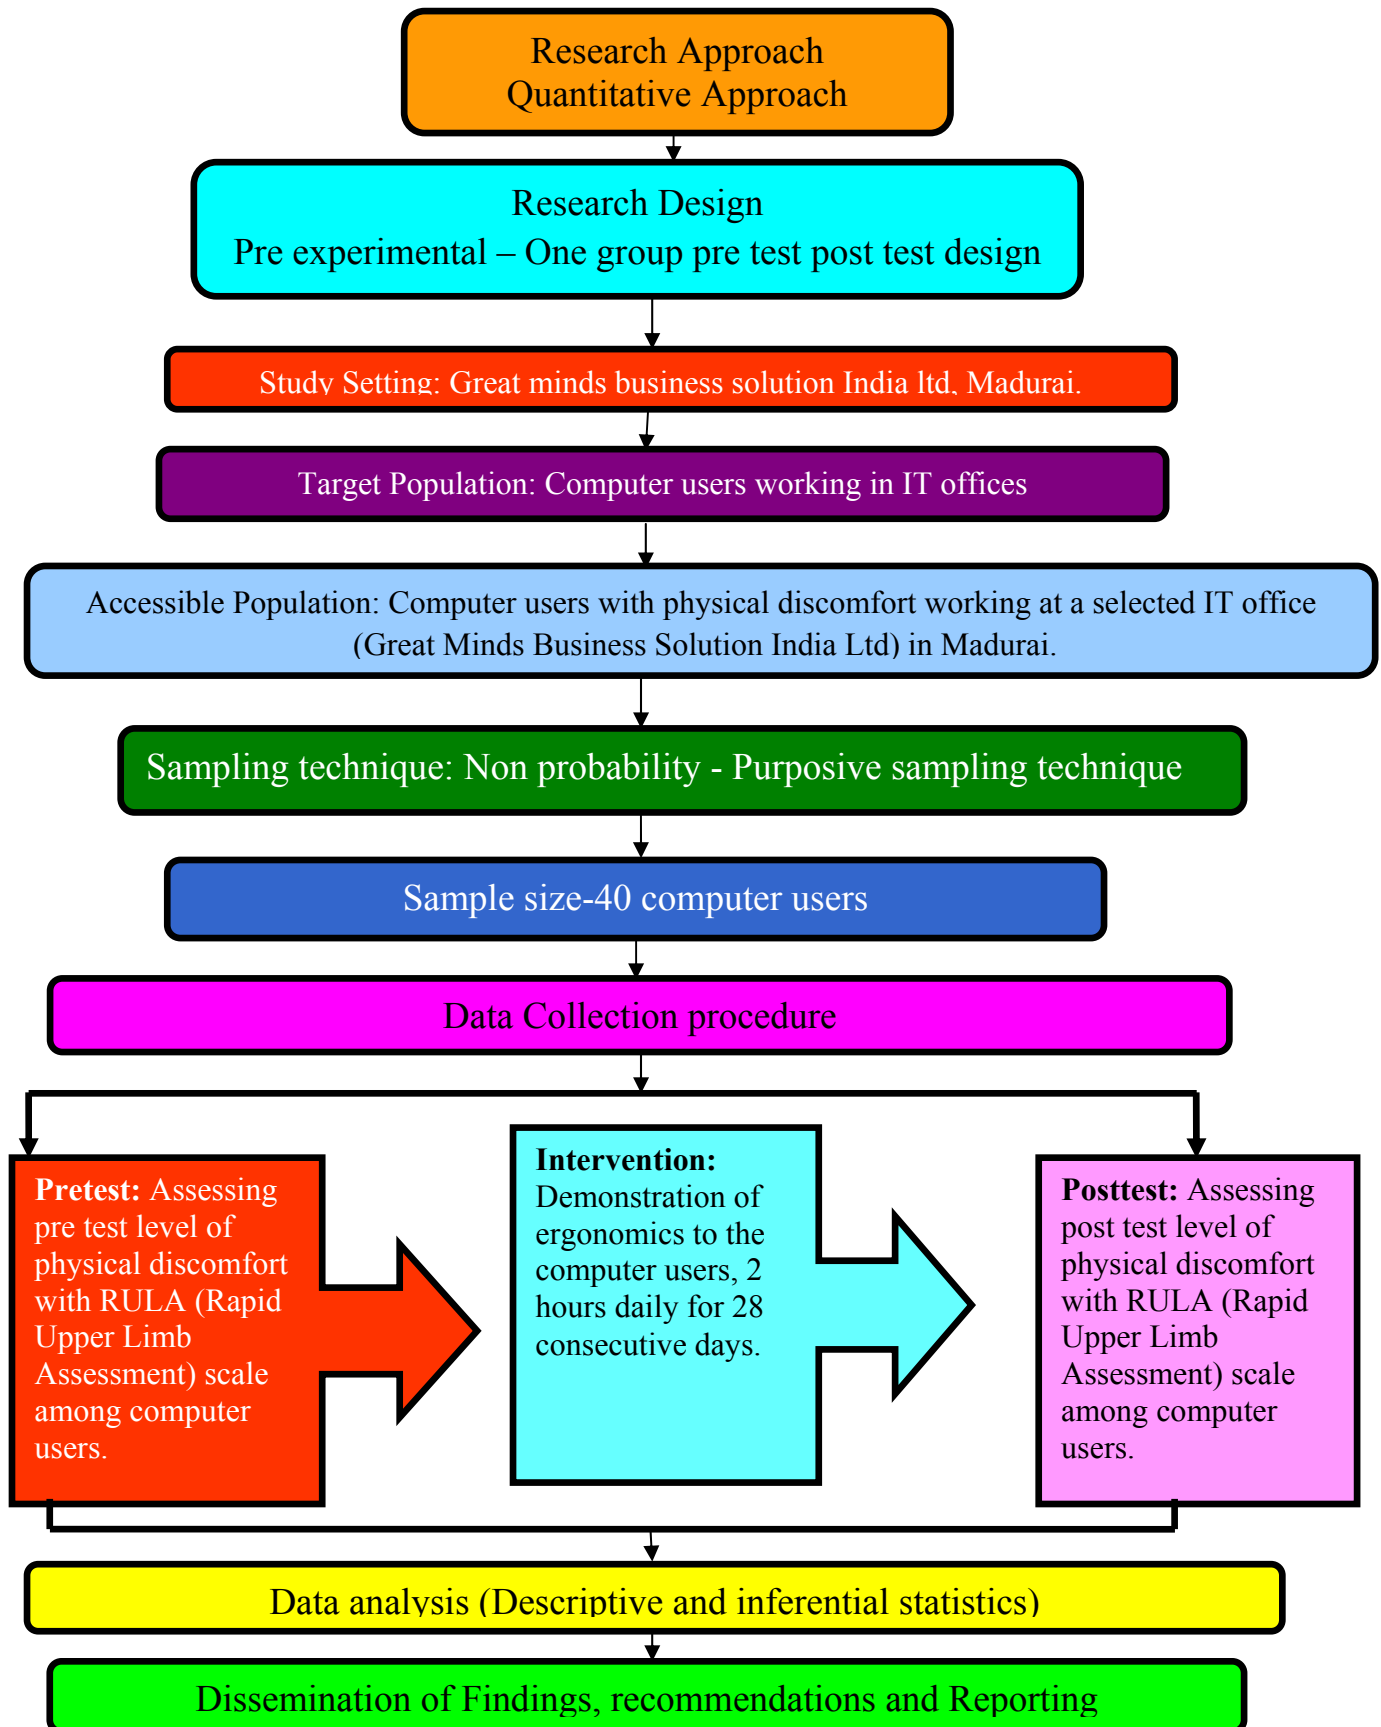 Research Approach
Quantitative Approach
Research Design
Pre experimental – One group pre test post test design
Study Setting: Great minds business solution India ltd, Madurai.
Target Population: Computer users working in IT offices
Accessible Population: Computer users with physical discomfort working at a selected IT office
(Great Minds Business Solution India Ltd) in Madurai.
Sampling technique: Non probability - Purposive sampling technique
Sample size-40 computer users
Data Collection procedure
Pretest: Assessing
pre test level of
physical discomfort
with RULA (Rapid
Upper Limb
Assessment) scale
among computer
users.
Intervention:
Demonstration of
ergonomics to the
computer users, 2
hours daily for 28
consecutive days.
Posttest: Assessing
post test level of
physical discomfort
with RULA (Rapid
Upper Limb
Assessment) scale
among computer
users.
Data analysis (Descriptive and inferential statistics)
Dissemination of Findings, recommendations and Reporting